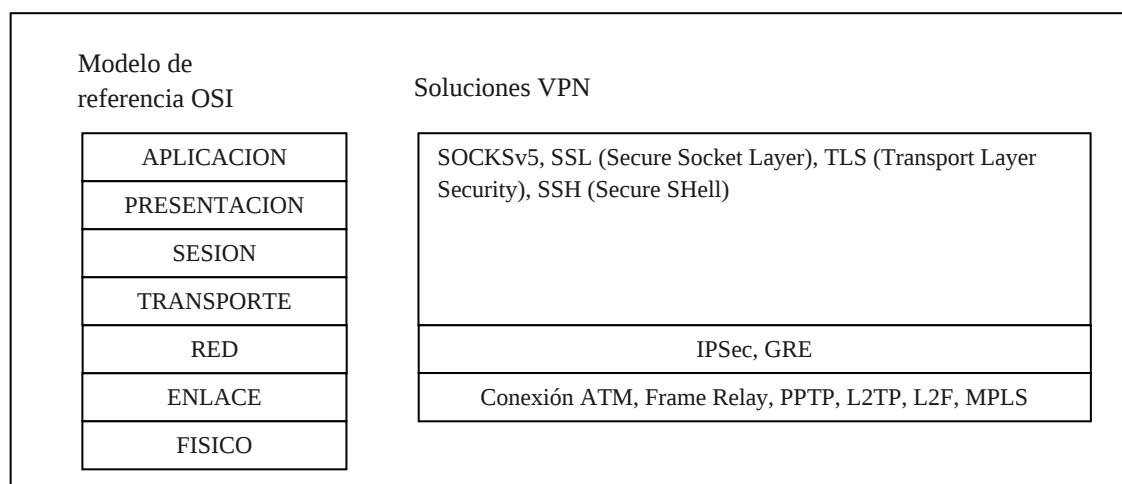 Modelo de
referencia OSI
Soluciones VPN
APLICACION
PRESENTACION
SESION
TRANSPORTE
RED
ENLACE
FISICO
SOCKSv5, SSL (Secure Socket Layer), TLS (Transport Layer
Security), SSH (Secure SHell)
IPSec, GRE
Conexión ATM, Frame Relay, PPTP, L2TP, L2F, MPLS